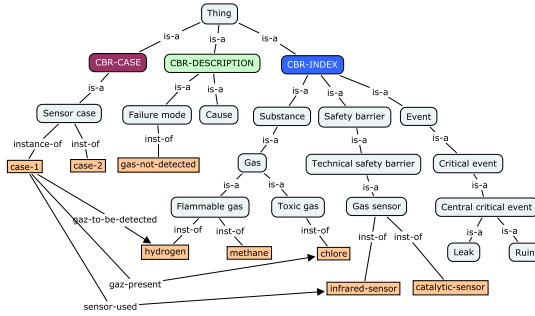 Thing
is-a is-a is-a
CBR-CASE CBR-DESCRIPTION CBR-INDEX
is-a is-a is-a is-a is-a is-a
Sensor case Failure mode Cause Substance Safety barrier Event
instance-of inst-of inst-of is-a is-a is-a
case-1 case-2 gas-not-detected Gas Technical safety barrier Critical event
is-a is-a is-a is-a
Flammable gas Toxic gas Gas sensor Central critical event
gaz-to-be-detected inst-of inst-of inst-of inst-of inst-of is-a is-a
hydrogen methane chlore Leak Ruin
gaz-present infrared-sensor catalytic-sensor
sensor-used